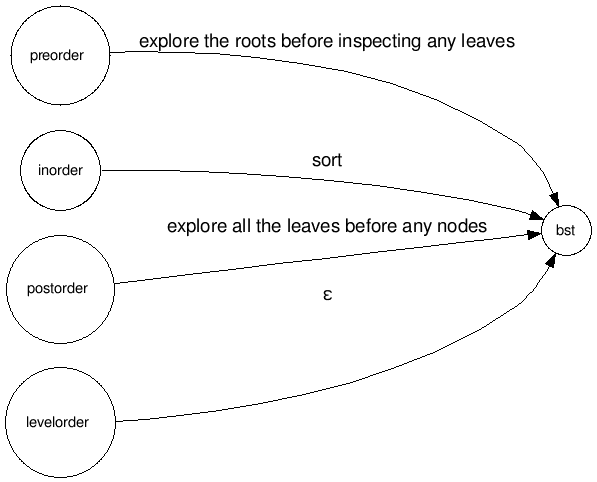 explore the roots before inspecting any leaves
preorder
sort
inorder
explore all the leaves before any nodes
bst
postorder
ε
levelorder